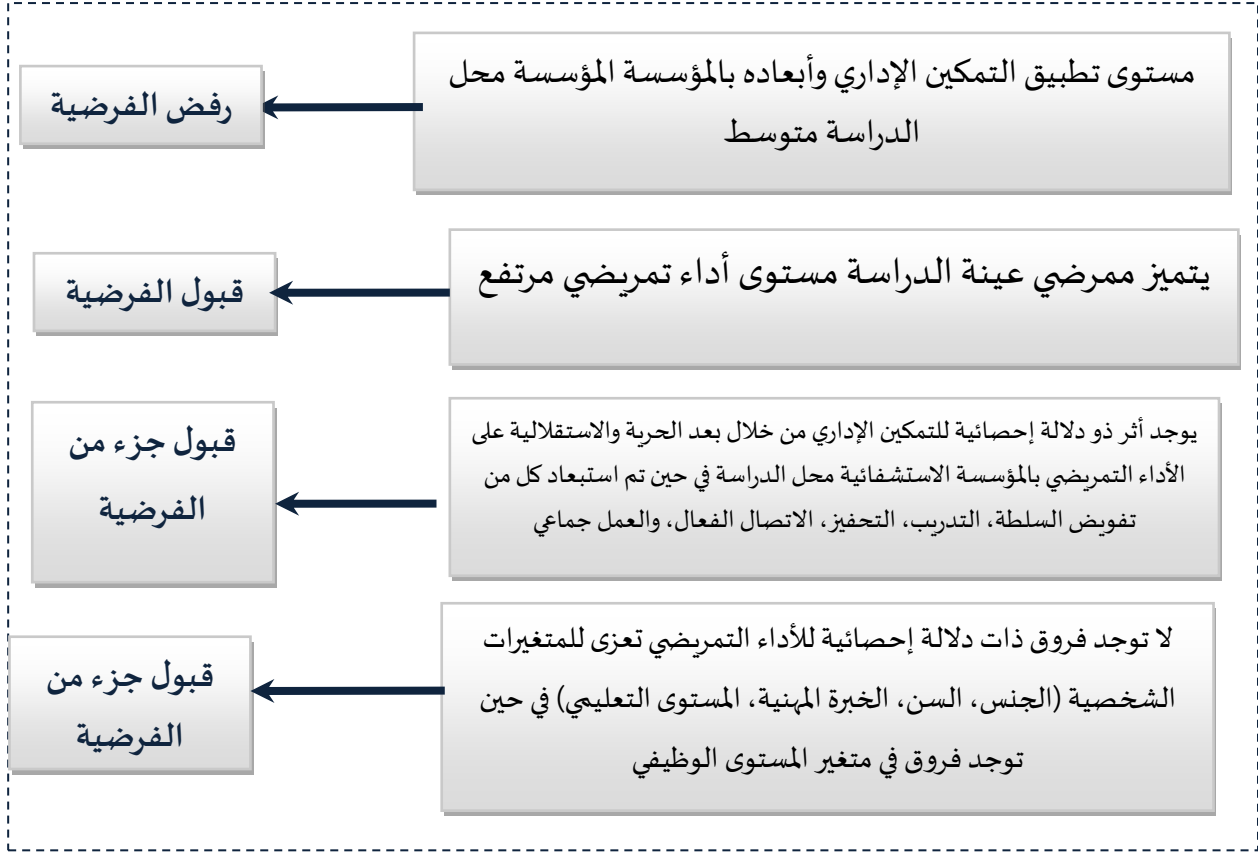 مستوى تطبيق التمكين الإداري وأبعاده بالمؤسسة المؤسسة محل
الدراسة متوسط
رفض الفرضية
يتميز ممرضي عينة الدراسة مستوى أداء تمريضي مرتفع
قبول الفرضية
يوجد أثر ذو دلالة إحصائية للتمكين الإداري من خلال بعد الحرية والاستقلالية على
الأداء التمريضي بالمؤسسة الاستشفائية محل الدراسة في حين تم استبعاد كل من
تفويض السلطة، التدريب، التحفيز، الاتصال الفعال، والعمل جماعي
قبول جزء من
الفرضية
لا توجد فروق ذات دلالة إحصائية للأداء التمريضي تعزى للمتغيرات
الشخصية (الجنس، السن، الخبرة المهنية، المستوى التعليمي) في حين
توجد فروق في متغير المستوى الوظيفي
قبول جزء من
الفرضية